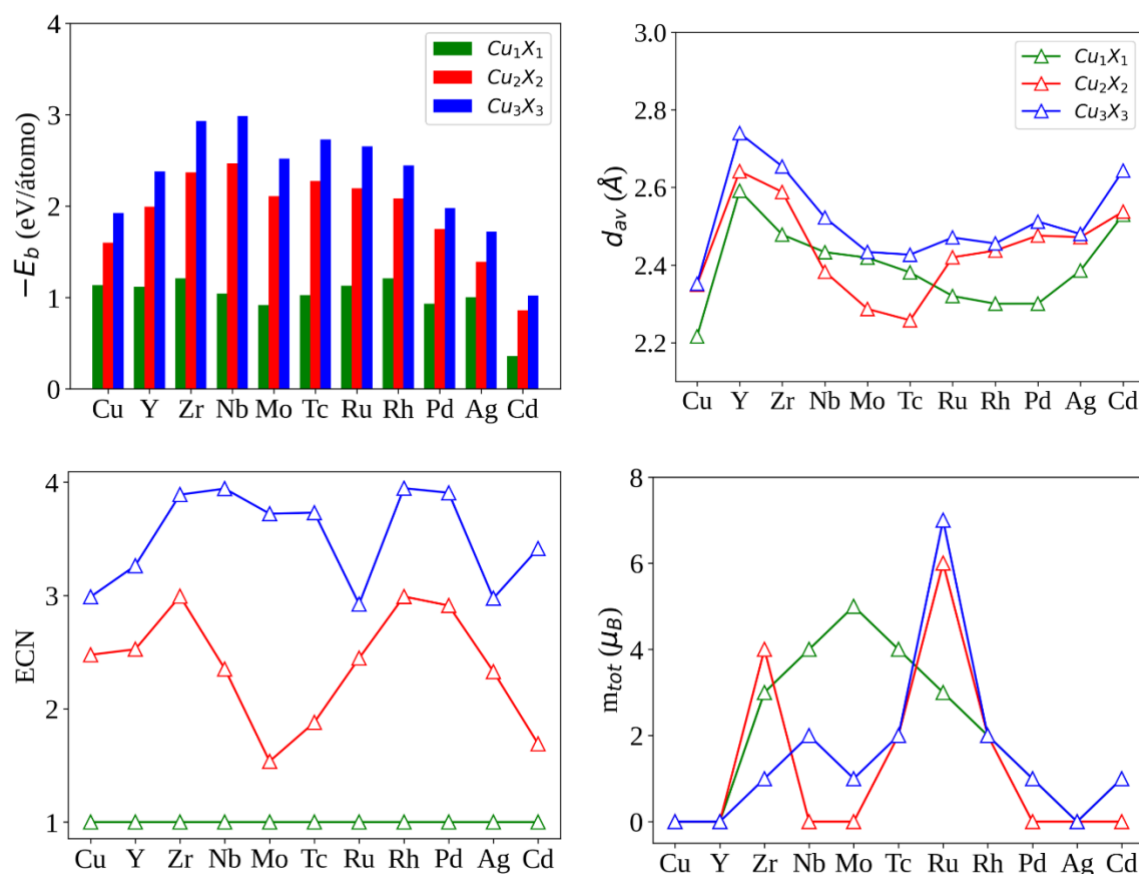 4
3
2
1
0
−E_b (eV/átomo)
Cu₁X₁
Cu₂X₂
Cu₃X₃
Cu Y Zr Nb Mo Tc Ru Rh Pd Ag Cd
3.0
2.8
2.6
2.4
2.2
d_av (Å)
Cu₁X₁
Cu₂X₂
Cu₃X₃
Cu Y Zr Nb Mo Tc Ru Rh Pd Ag Cd
4
3
2
1
ECN
Cu Y Zr Nb Mo Tc Ru Rh Pd Ag Cd
8
6
4
2
0
m_tot (μ_B)
Cu Y Zr Nb Mo Tc Ru Rh Pd Ag Cd